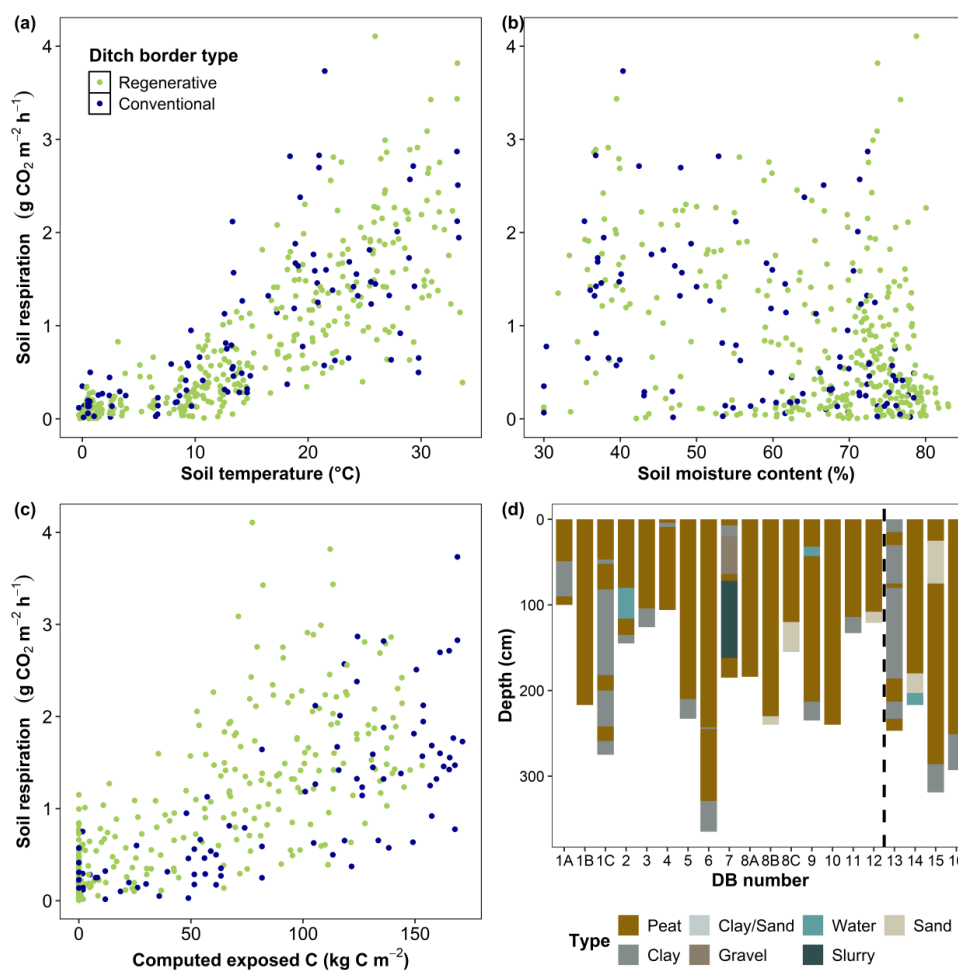 (a)
Soil respiration (g CO₂ m⁻² h⁻¹)
4
3
2
1
0
Ditch border type
Regenerative
Conventional
0 10 20 30
Soil temperature (°C)
(b)
4
3
2
1
0
30 40 50 60 70 80
Soil moisture content (%)
(c)
Soil respiration (g CO₂ m⁻² h⁻¹)
4
3
2
1
0
0 50 100 150
Computed exposed C (kg C m⁻²)
(d)
Depth (cm)
0
100
200
300
1A 1B 1C 2 3 4 5 6 7 8A 8B 8C 9 10 11 12 13 14 15 16
DB number
Type
Peat Clay/Sand Water Sand
Clay Gravel Slurry